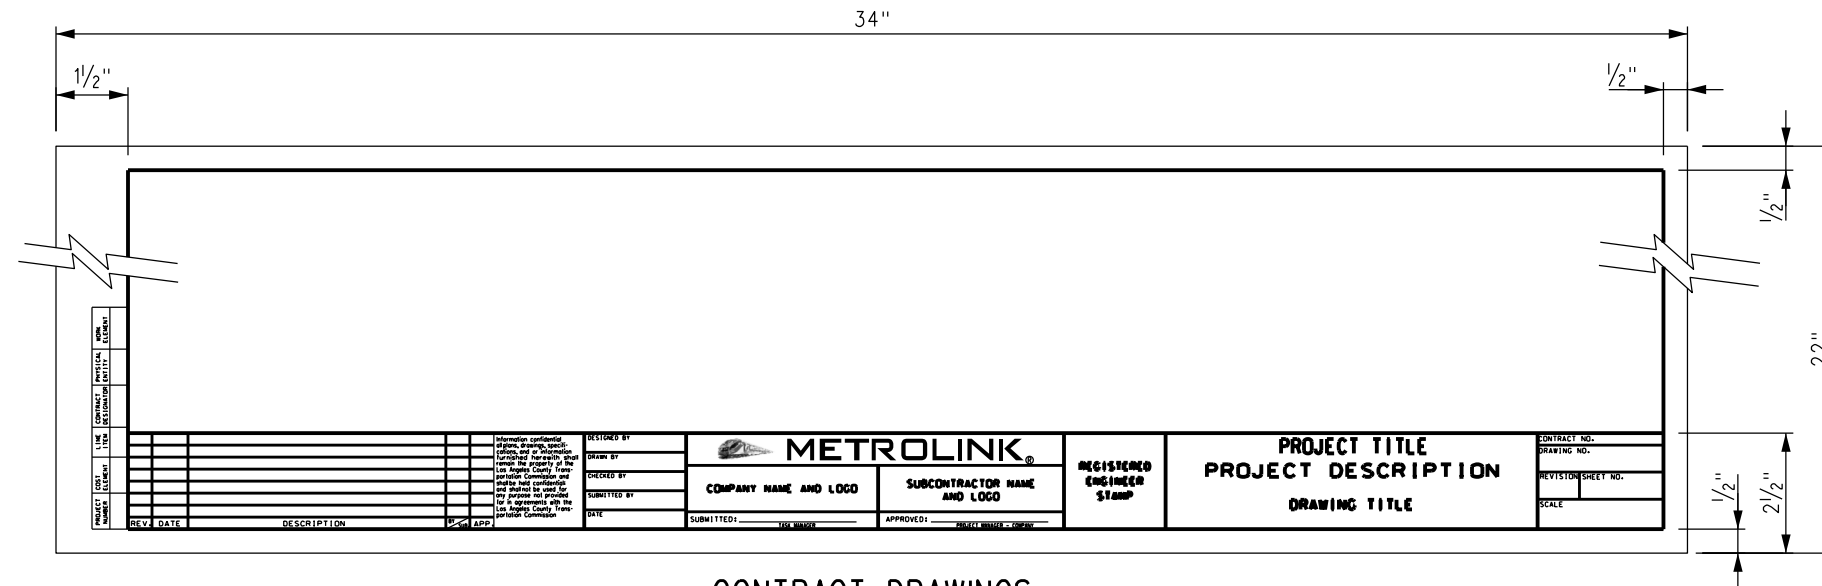 34"
1 1/2"
1/2"
1/2"
22"
WORK ELEMENT
PHYSICAL ENTITY
CONTRACT DESIGNATOR
LINE ITEM
COST ELEMENT
PROJECT NUMBER
REV. DATE DESCRIPTION BY APP.
Information confidential
all plans, drawings, specifi-
cations, and or information
furnished herewith shall
remain the property of the
Los Angeles County Trans-
portation Commission and
shall be held confidential;
and shall not be used for
any purpose not provided
for in agreements with the
Los Angeles County Trans-
portation Commission
DESIGNED BY
DRAWN BY
CHECKED BY
SUBMITTED BY
DATE
METROLINK®
COMPANY NAME AND LOGO
SUBCONTRACTOR NAME
AND LOGO
SUBMITTED:
TASK MANAGER
APPROVED:
PROJECT MANAGER - COMPANY
REGISTERED
ENGINEER
STAMP
PROJECT TITLE
PROJECT DESCRIPTION
DRAWING TITLE
CONTRACT NO.
DRAWING NO.
REVISION SHEET NO.
SCALE
1/2"
2 1/2"
CONTRACT DRAWINGS